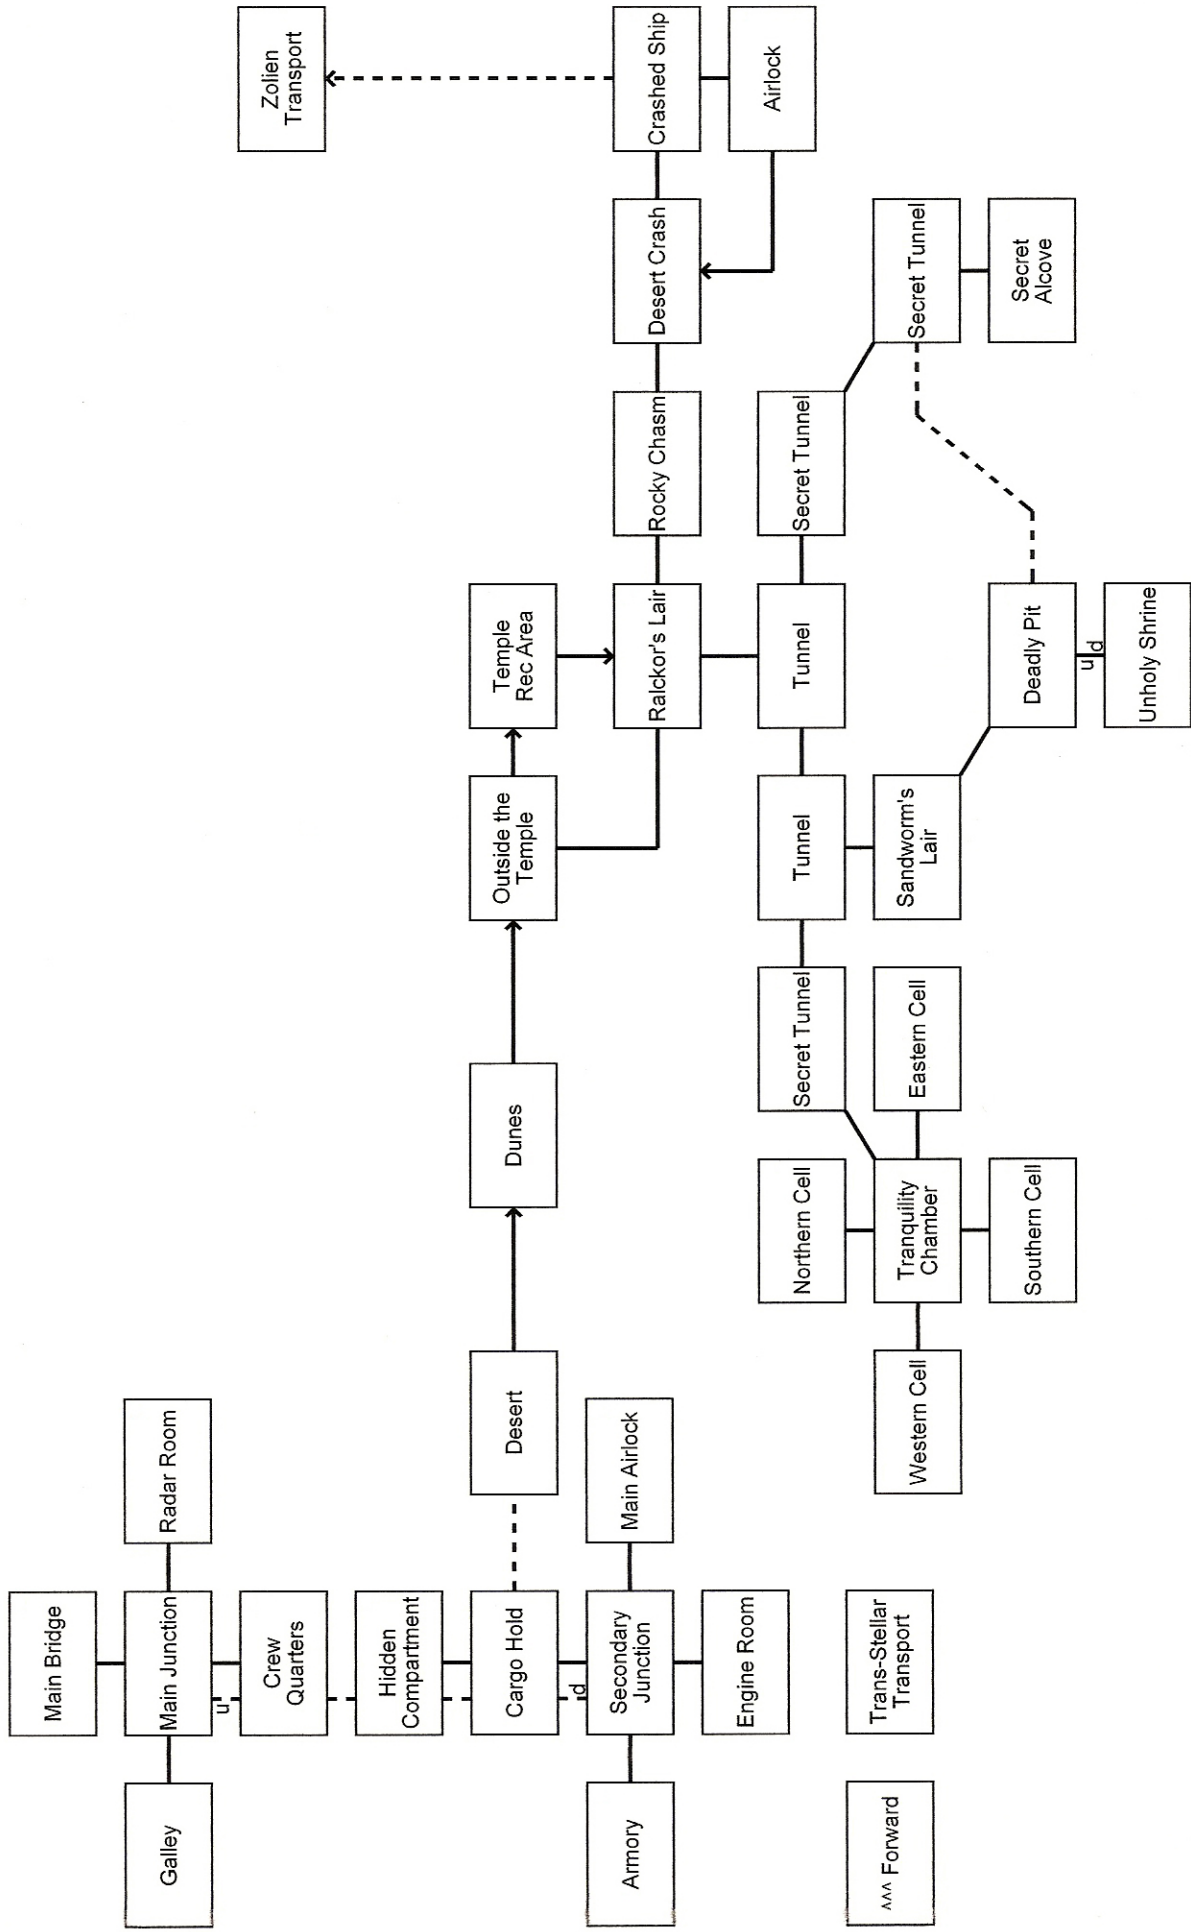 Main Bridge
Galley
Main Junction
Radar Room
u
Crew
Quarters
Zolien
Transport
Hidden
Compartment
Cargo Hold
Desert
Dunes
Outside the
Temple
Temple
Rec Area
d
Armory
Secondary
Junction
Main Airlock
Ralckor's Lair
Rocky Chasm
Desert Crash
Crashed Ship
Engine Room
Airlock
Northern Cell
Secret Tunnel
Tunnel
Tunnel
Secret Tunnel
^^^ Forward
Trans-Stellar
Transport
Western Cell
Tranquility
Chamber
Eastern Cell
Sandworm's
Lair
Secret Tunnel
Southern Cell
Deadly Pit
Secret
Alcove
u
d
Unholy Shrine